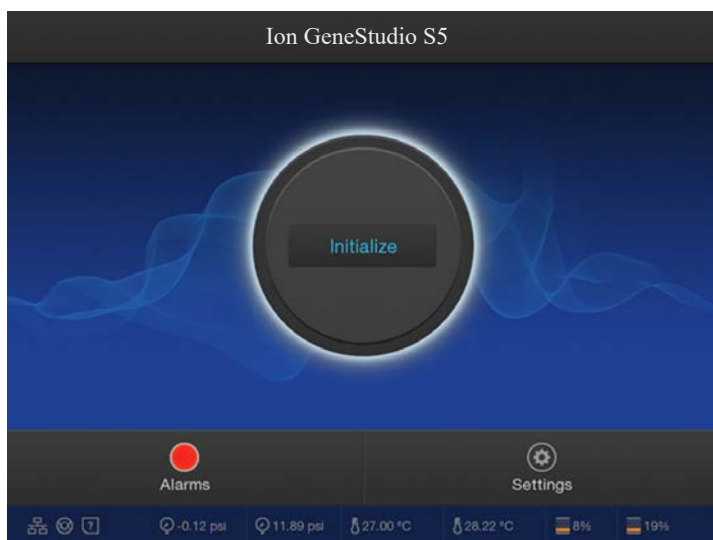 Ion GeneStudio S5
Initialize
Alarms
Settings
? -0.12 psi 11.89 psi 27.00 °C 28.22 °C 8% 19%